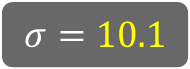 σ = 10.1